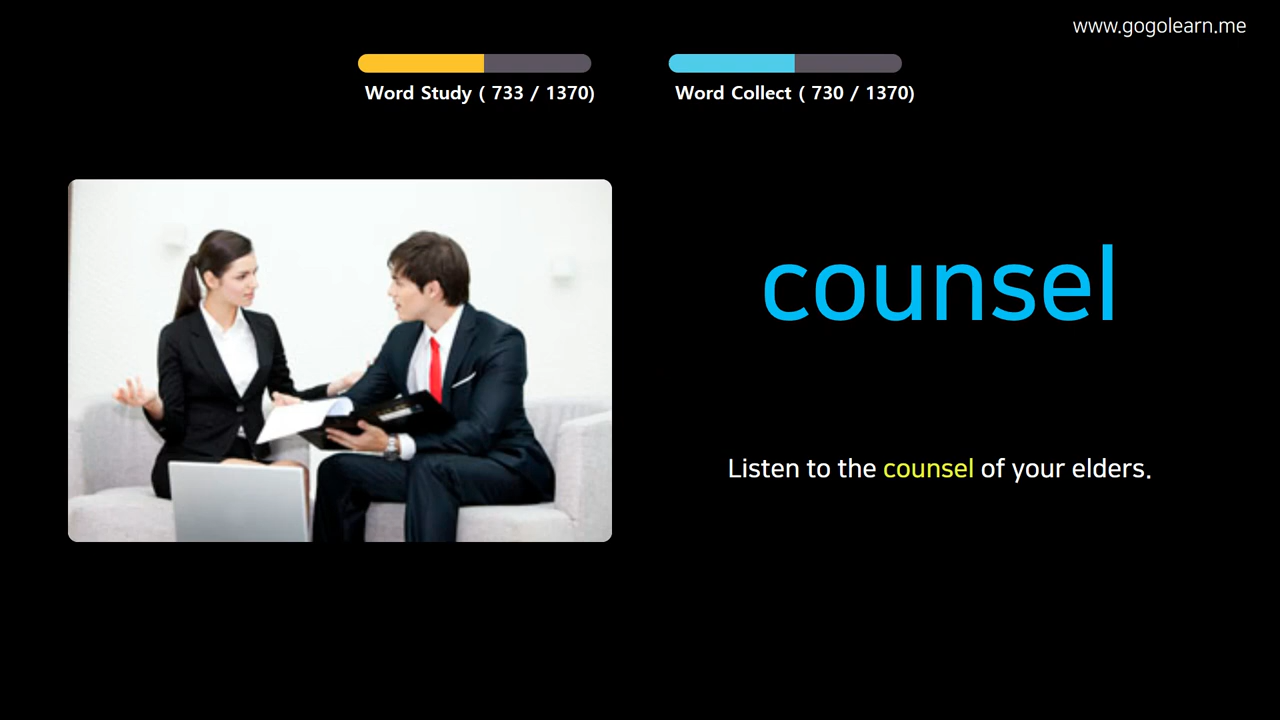 www.gogolearn.me
Word Study ( 733 / 1370)
Word Collect ( 730 / 1370)
counsel
Listen to the counsel of your elders.